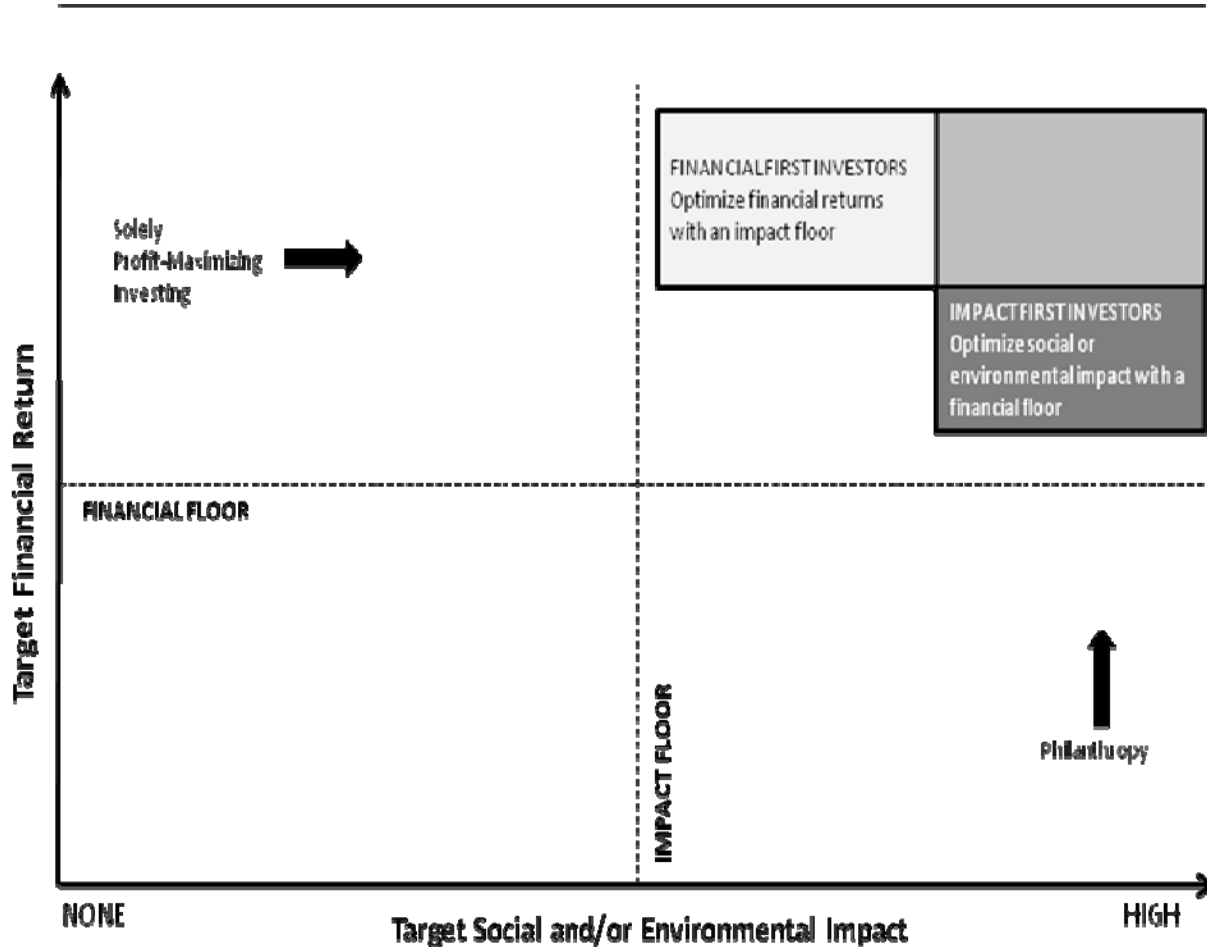 FINANCIAL FIRST INVESTORS
Optimize financial returns
with an impact floor
Solely
Profit-Maximizing
Investing
IMPACT FIRST INVESTORS
Optimize social or
environmental impact with a
financial floor
Target Financial Return
FINANCIAL FLOOR
IMPACT FLOOR
Philanthropy
NONE
Target Social and/or Environmental Impact
HIGH